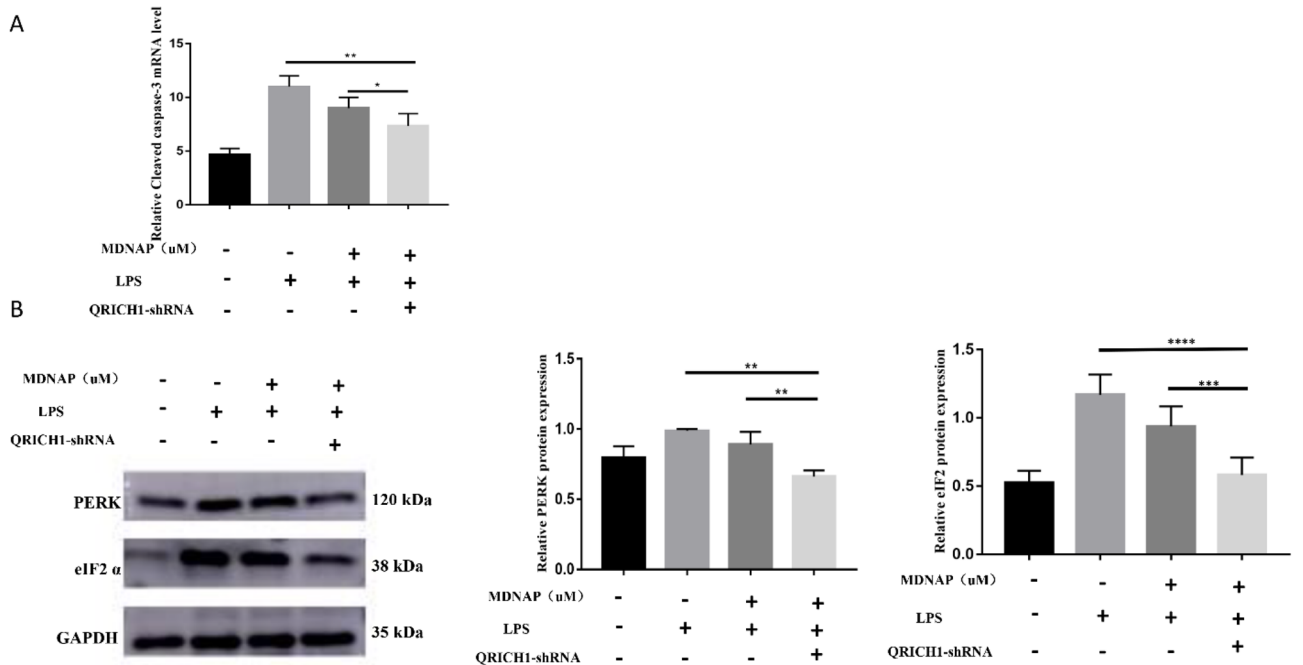 A
Relative Cleaved caspase-3 mRNA level
15
10
5
0
**
*
MDNAP（uM） - - + +
LPS - + + +
QRICH1-shRNA - - - +
B
MDNAP（uM） - - + +
LPS - + + +
QRICH1-shRNA - - - +
PERK 120 kDa
eIF2 α 38 kDa
GAPDH 35 kDa
Relative PERK protein expression
1.5
1.0
0.5
0.0
**
**
MDNAP（uM） - - + +
LPS - + + +
QRICH1-shRNA - - - +
Relative eIF2 protein expression
1.5
1.0
0.5
0.0
****
***
MDNAP（uM） - - + +
LPS - + + +
QRICH1-shRNA - - - +